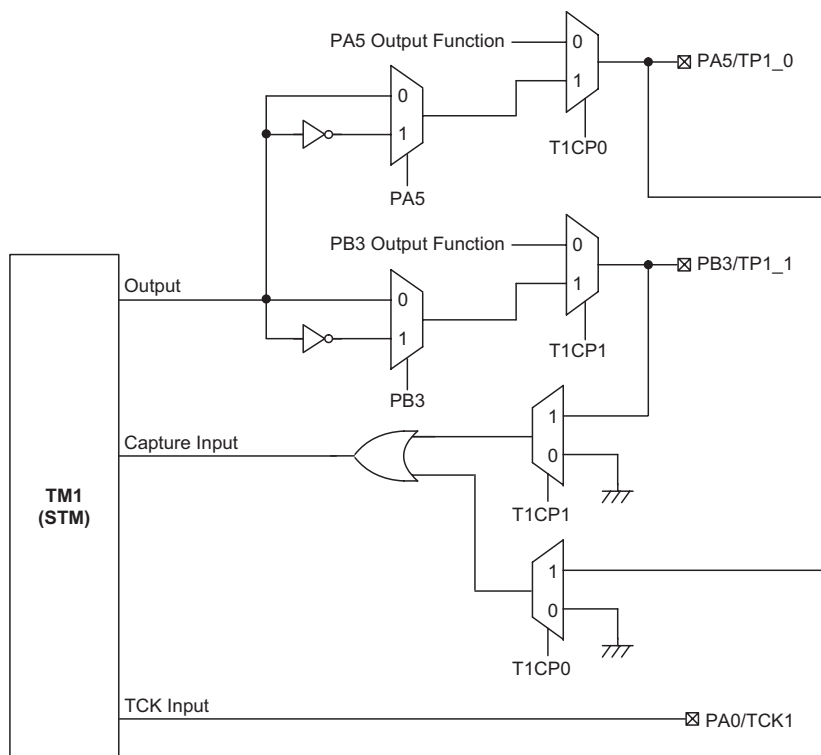 PA5 Output Function
0
1
T1CP0
PA5/TP1_0
0
1
PA5
PB3 Output Function
0
1
T1CP1
PB3/TP1_1
Output
0
1
PB3
Capture Input
1
0
T1CP1
TM1
(STM)
1
0
T1CP0
TCK Input
PA0/TCK1